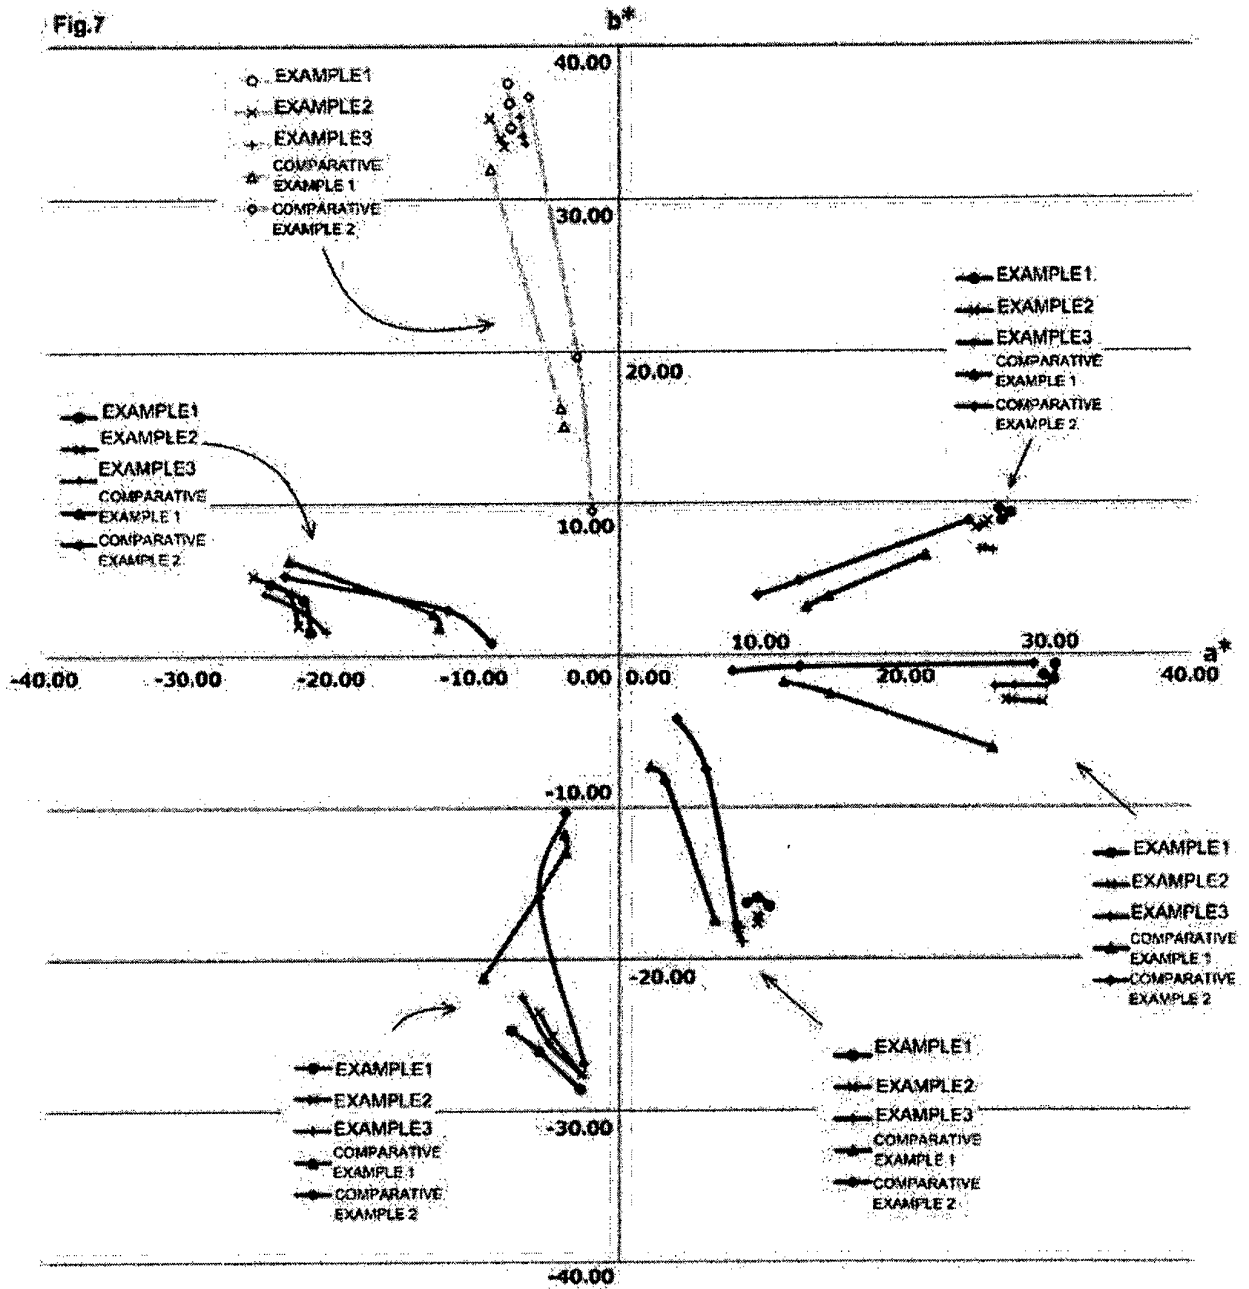 Fig.7
b*
40.00
EXAMPLE1
EXAMPLE2
EXAMPLE3
COMPARATIVE
EXAMPLE 1
COMPARATIVE
EXAMPLE 2
30.00
EXAMPLE1
EXAMPLE2
EXAMPLE3
COMPARATIVE
EXAMPLE 1
COMPARATIVE
EXAMPLE 2
20.00
EXAMPLE1
EXAMPLE2
EXAMPLE3
COMPARATIVE
EXAMPLE 1
COMPARATIVE
EXAMPLE 2
10.00
10.00
30.00
a*
-40.00
-30.00
-20.00
-10.00
0.00
0.00
20.00
40.00
-10.00
EXAMPLE1
EXAMPLE2
EXAMPLE3
COMPARATIVE
EXAMPLE 1
COMPARATIVE
EXAMPLE 2
-20.00
EXAMPLE1
EXAMPLE2
EXAMPLE3
COMPARATIVE
EXAMPLE 1
COMPARATIVE
EXAMPLE 2
EXAMPLE1
EXAMPLE2
EXAMPLE3
COMPARATIVE
EXAMPLE 1
COMPARATIVE
EXAMPLE 2
-30.00
-40.00